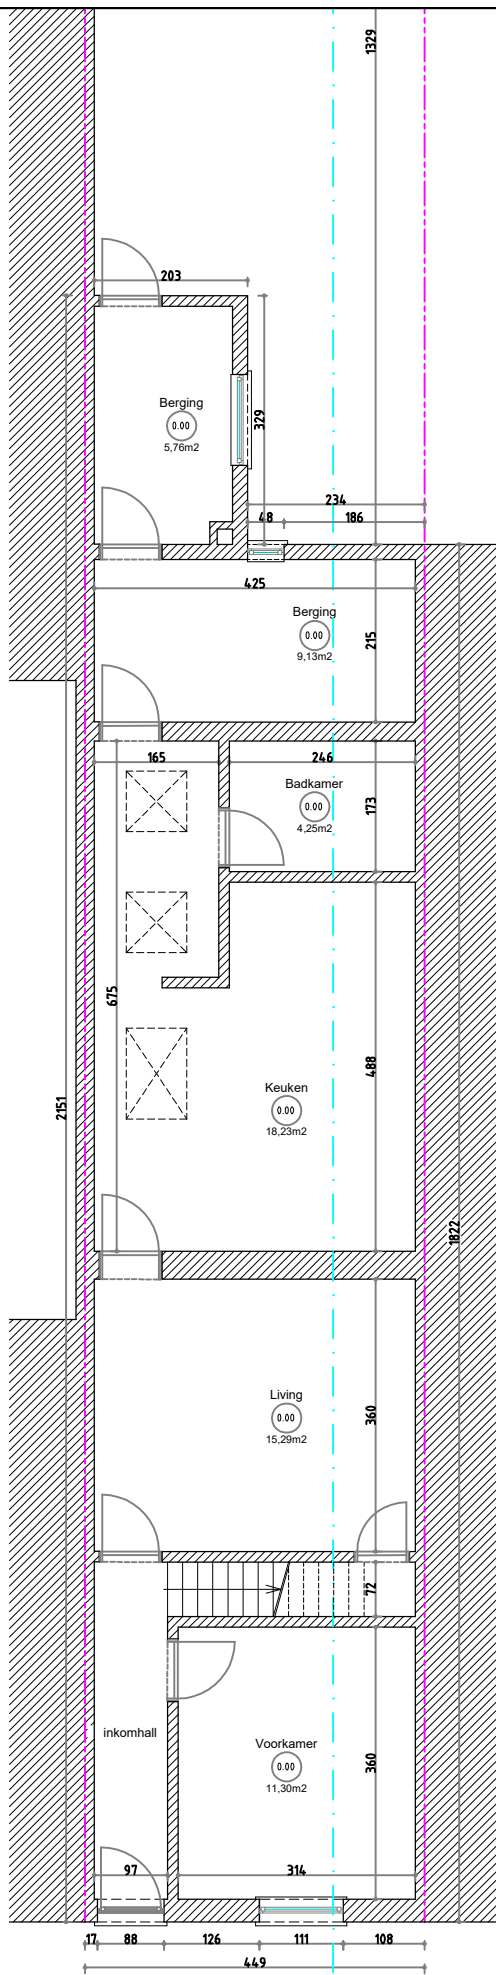 1329
203
Berging
0.00
5,76m2
329
234
48
186
425
Berging
0.00
9,13m2
215
165
246
Badkamer
0.00
4,25m2
173
675
488
Keuken
0.00
18,23m2
2151
1822
Living
0.00
15,29m2
360
72
inkomhall
Voorkamer
0.00
11,30m2
360
97
314
17
88
126
111
108
449